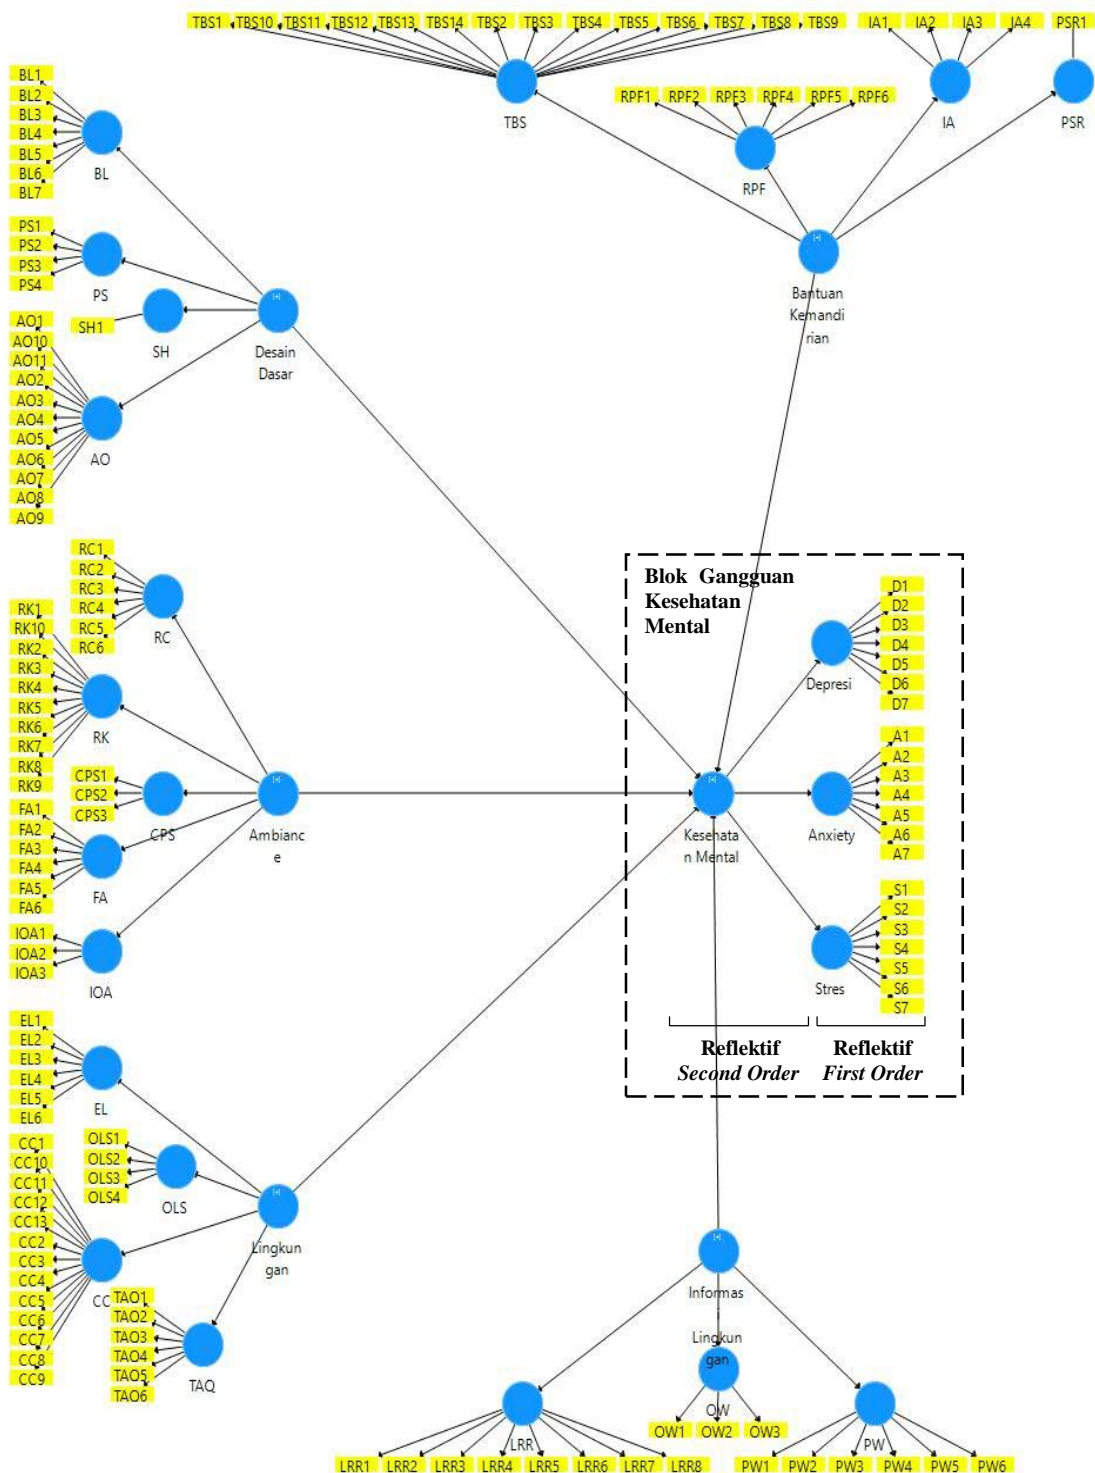 TBS1 TBS10 TBS11 TBS12 TBS13 TBS14 TBS2 TBS3 TBS4 TBS5 TBS6 TBS7 TBS8 TBS9
TBS
IA1 IA2 IA3 IA4
IA
PSR1
PSR
RPF1 RPF2 RPF3 RPF4 RPF5 RPF6
RPF
Bantuan
Kemandi
rian
BL1
BL2
BL3
BL4
BL5
BL6
BL7
BL
PS1
PS2
PS3
PS4
PS
SH1
SH
Desain
Dasar
AO1
AO10
AO11
AO2
AO3
AO4
AO5
AO6
AO7
AO8
AO9
AO
RC1
RC2
RC3
RC4
RC5
RC6
RC
RK1
RK10
RK2
RK3
RK4
RK5
RK6
RK7
RK8
RK9
RK
CPS1
CPS2
CPS3
CPS
Ambianc
e
FA1
FA2
FA3
FA4
FA5
FA6
FA
IOA1
IOA2
IOA3
IOA
Blok Gangguan
Kesehatan
Mental
Kesehata
n Mental
D1
D2
D3
D4
D5
D6
D7
Depresi
A1
A2
A3
A4
A5
A6
A7
Anxiety
S1
S2
S3
S4
S5
S6
S7
Stres
Reflektif
Second Order
Reflektif
First Order
EL1
EL2
EL3
EL4
EL5
EL6
EL
OLS1
OLS2
OLS3
OLS4
OLS
CC1
CC10
CC11
CC12
CC13
CC2
CC3
CC4
CC5
CC6
CC7
CC8
CC9
CC
Lingkun
gan
TAO1
TAO2
TAO3
TAO4
TAO5
TAO6
TAQ
Informas
i
Lingkun
gan
LRR
LRR1 LRR2 LRR3 LRR4 LRR5 LRR6 LRR7 LRR8
OW
OW1 OW2 OW3
PW
PW1 PW2 PW3 PW4 PW5 PW6